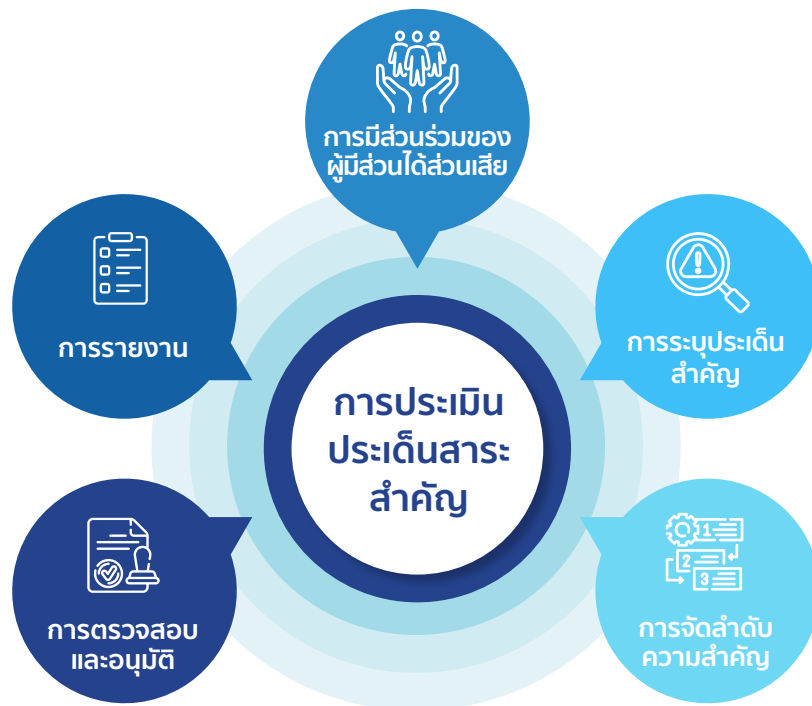 การมีส่วนร่วมของ
ผู้มีส่วนได้ส่วนเสีย
การระบุประเด็น
สำคัญ
การจัดลำดับ
ความสำคัญ
1
2
3
การตรวจสอบ
และอนุมัติ
การรายงาน
การประเมิน
ประเด็นสาระ
สำคัญ